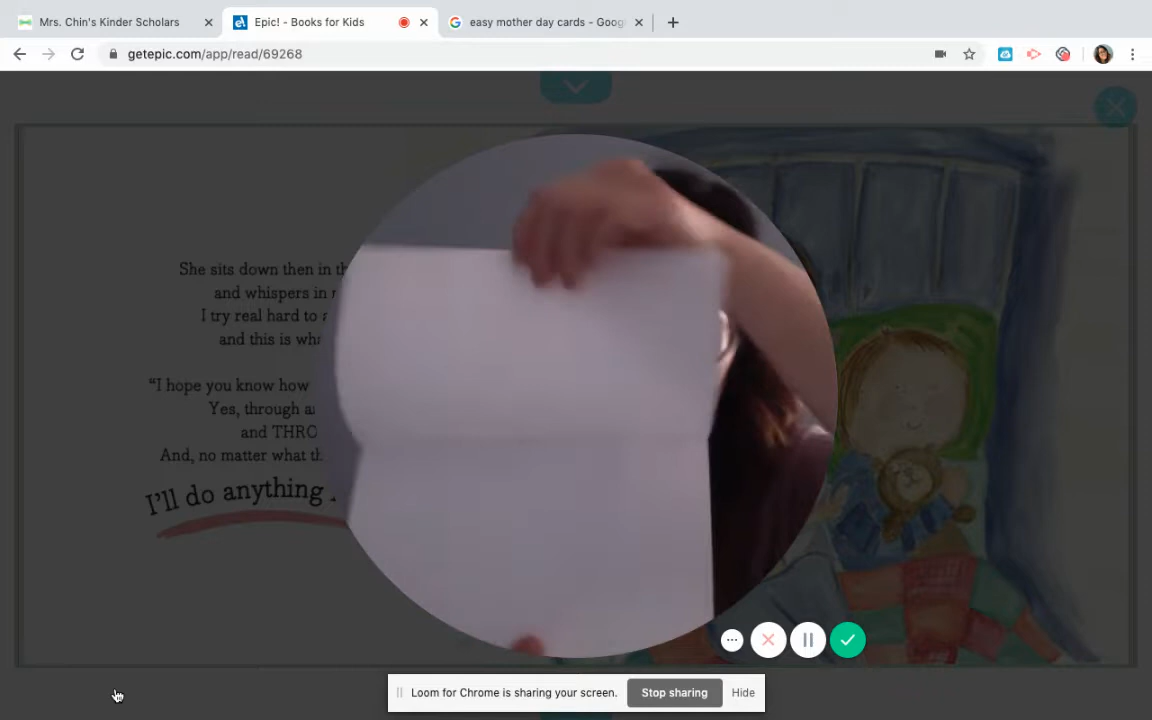 Mrs. Chin's Kinder Scholars
Epic! - Books for Kids
easy mother day cards - Goog
getepic.com/app/read/69268
She sits down then in th
and whispers in
I try real hard to
and this is wha
"I hope you know how
Yes, through
and THRO
And, no matter what th
I'll do anything
Loom for Chrome is sharing your screen.
Stop sharing
Hide